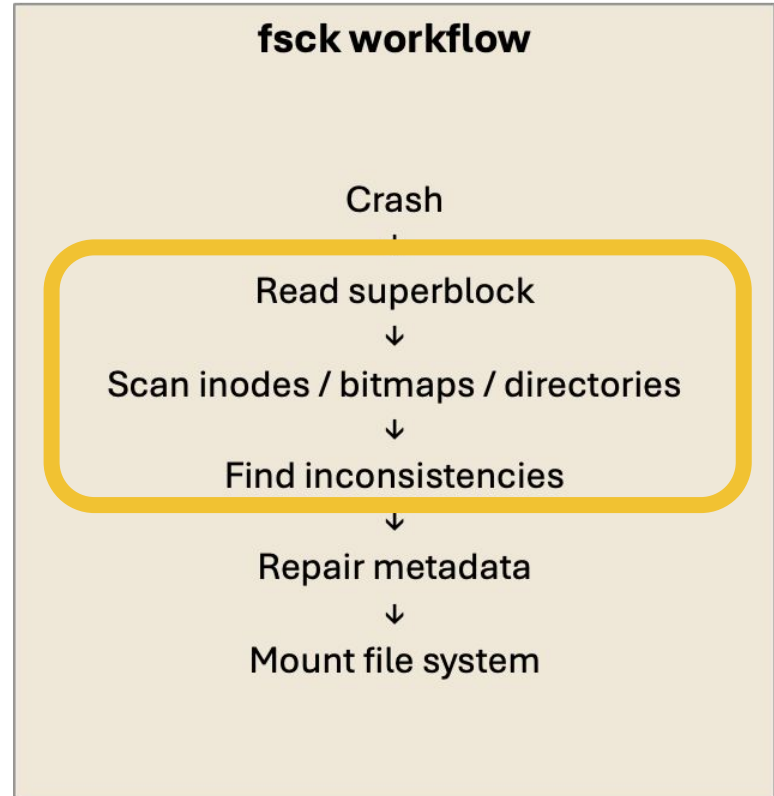 fsck workflow
Crash
↓
Read superblock
↓
Scan inodes / bitmaps / directories
↓
Find inconsistencies
↓
Repair metadata
↓
Mount file system